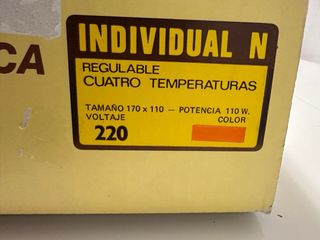 INDIVIDUAL N
CA
REGULABLE
CUATRO TEMPERATURAS
TAMAÑO 170 x 110 — POTENCIA 110 W.
VOLTAJE COLOR
220